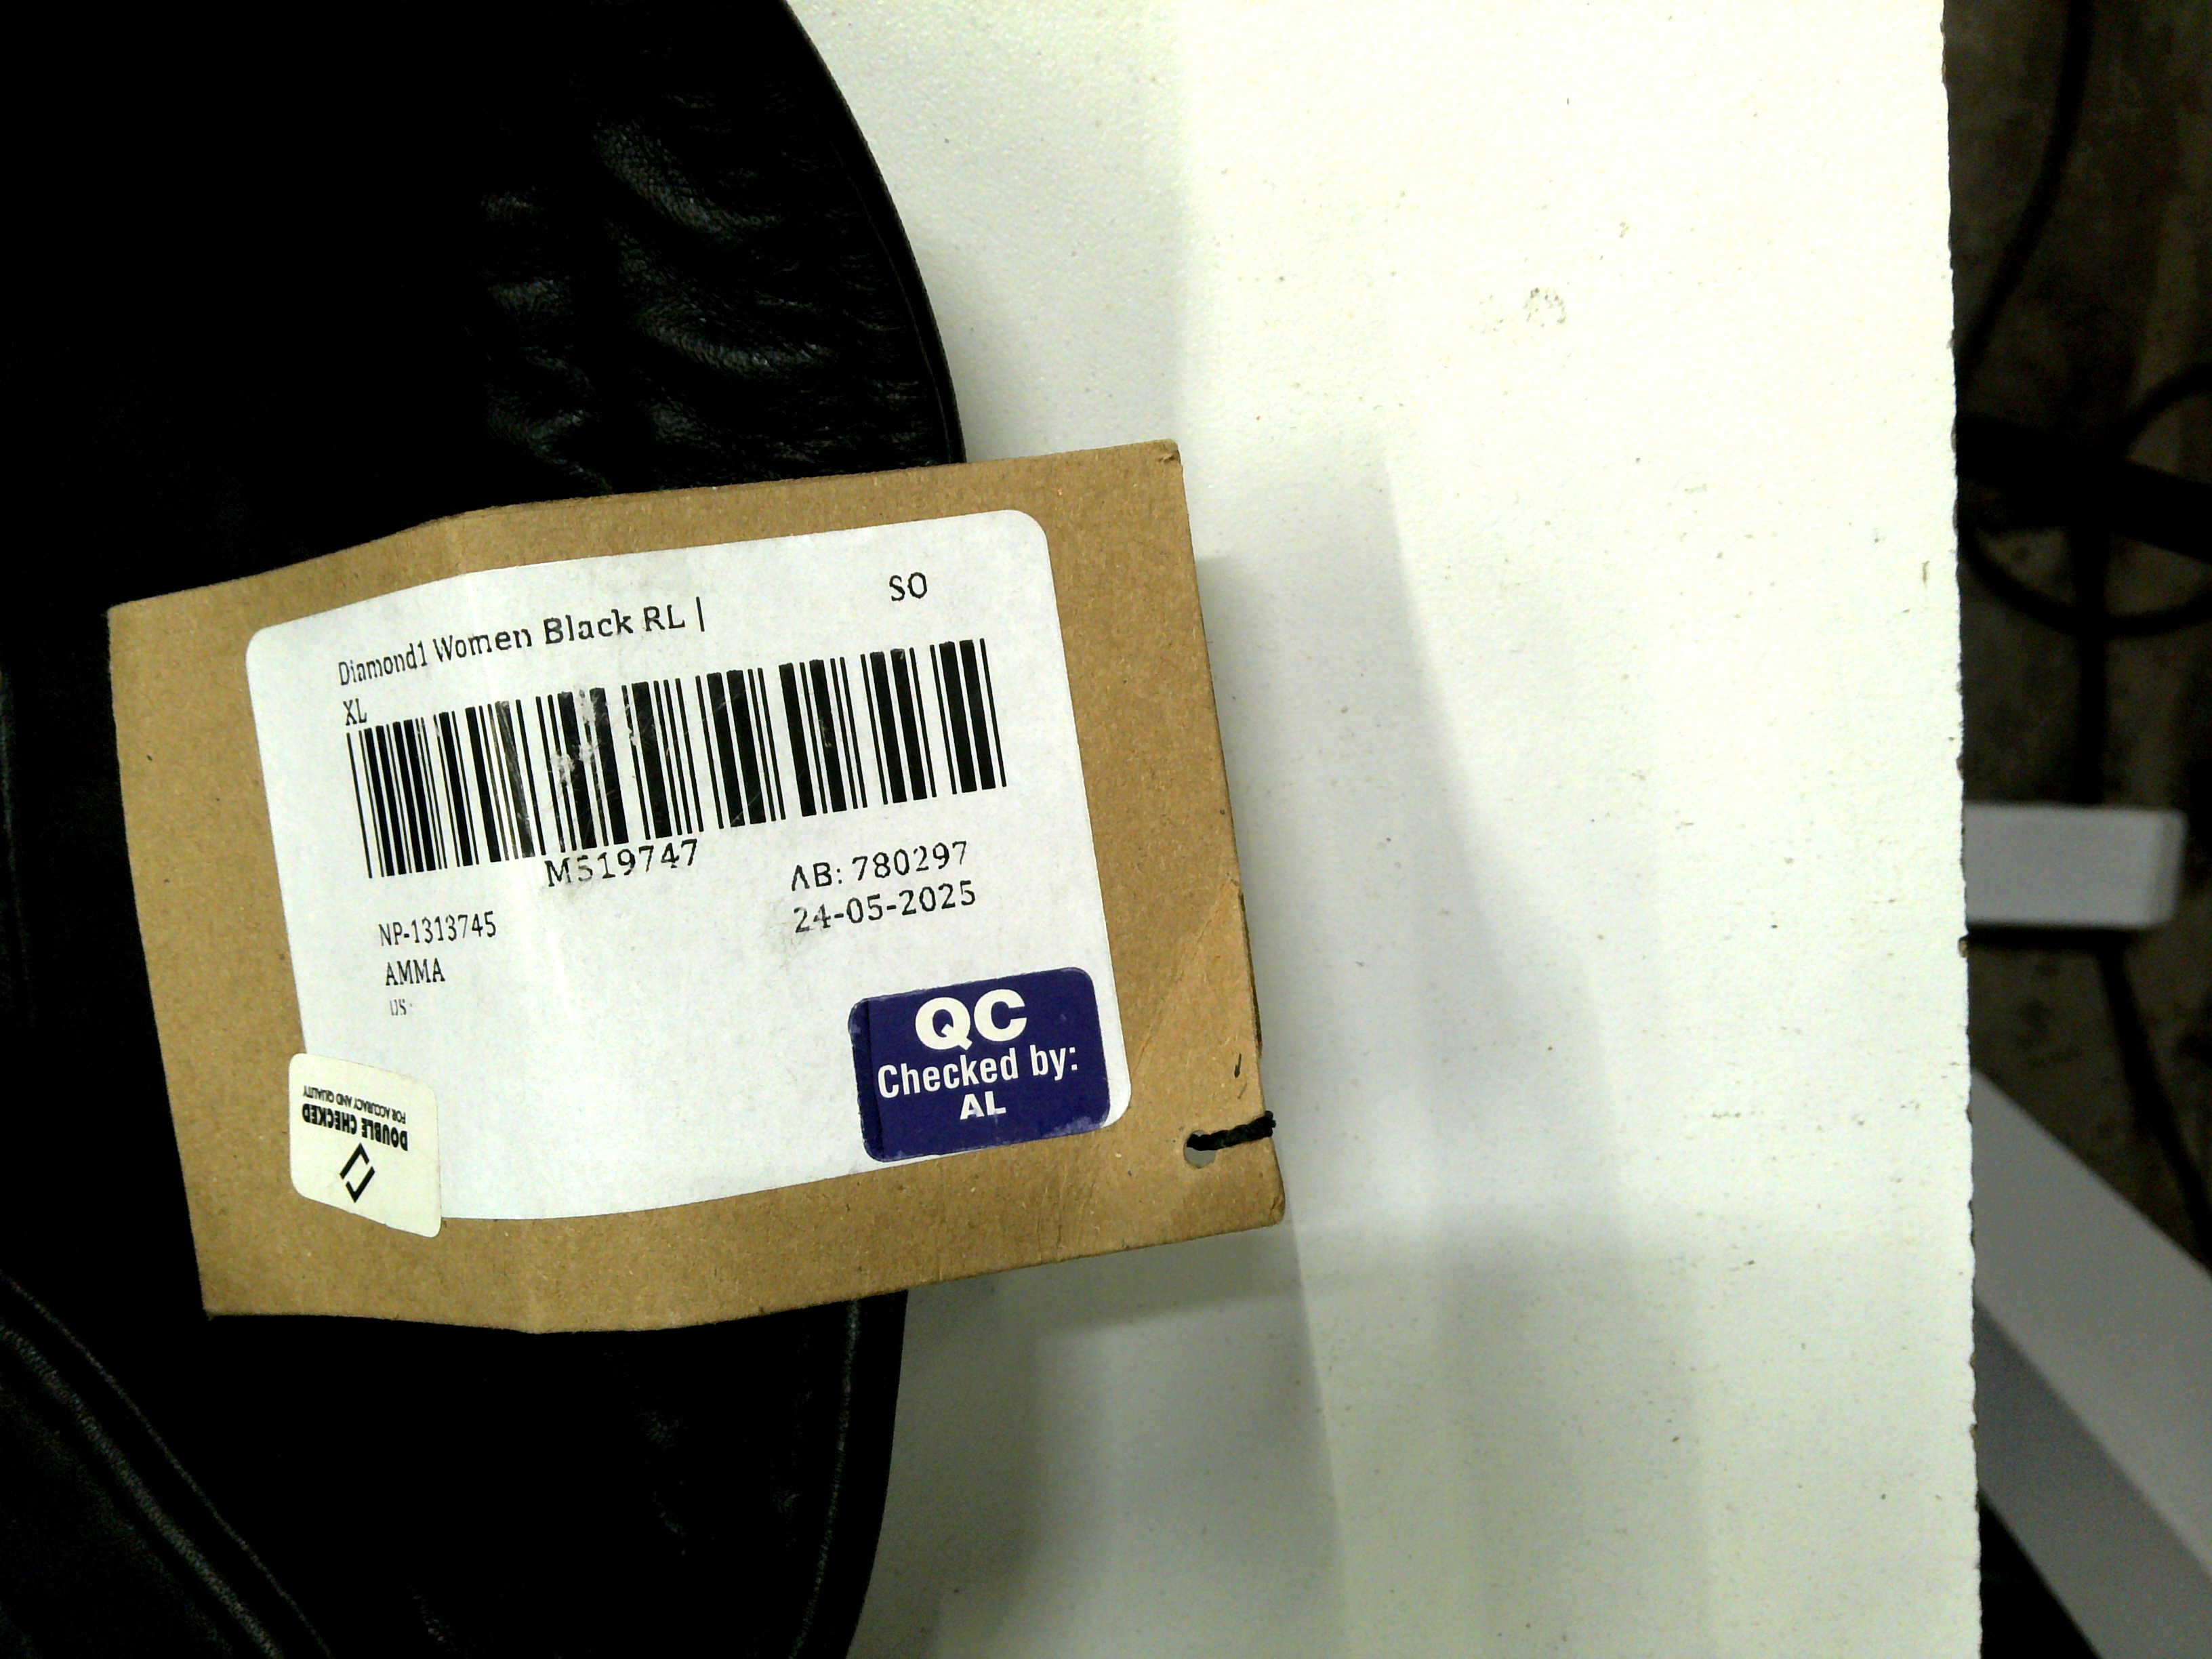 SO
Diamond1 Women Black RL |
XL
M519747
AB: 780297
24-05-2025
NP-1313745
AMMA
US
QC
Checked by:
AL
DOUBLE CHECKED
FOR ACCURACY AND QUALITY